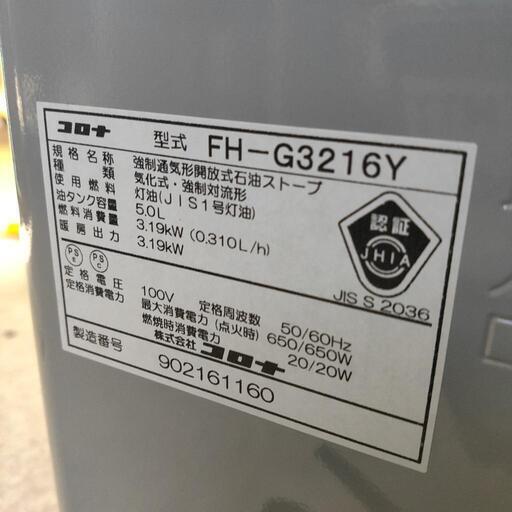 コロナ 型式 FH-G3216Y
規格名称 強制通気形開放式石油ストーブ
種類 気化式・強制対流形
使用燃料 灯油(JIS1号灯油)
油タンク容量 5.0L
燃料消費量 3.19kW (0.310L/h)
暖房出力 3.19kW
PS E PS C
定格電圧 100V 定格周波数 50/60Hz
定格消費電力 最大消費電力 (点火時) 650/650W
燃焼時消費電力 20/20W
株式会社 コロナ
製造番号 902161160
認証
JHIA
JIS S 2036